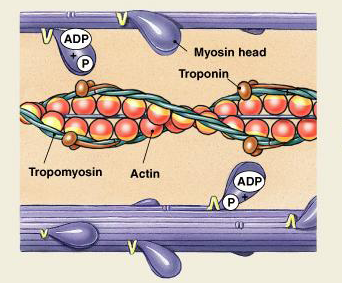 ADP
+
P
Myosin head
Troponin
Tropomyosin
Actin
ADP
+
P